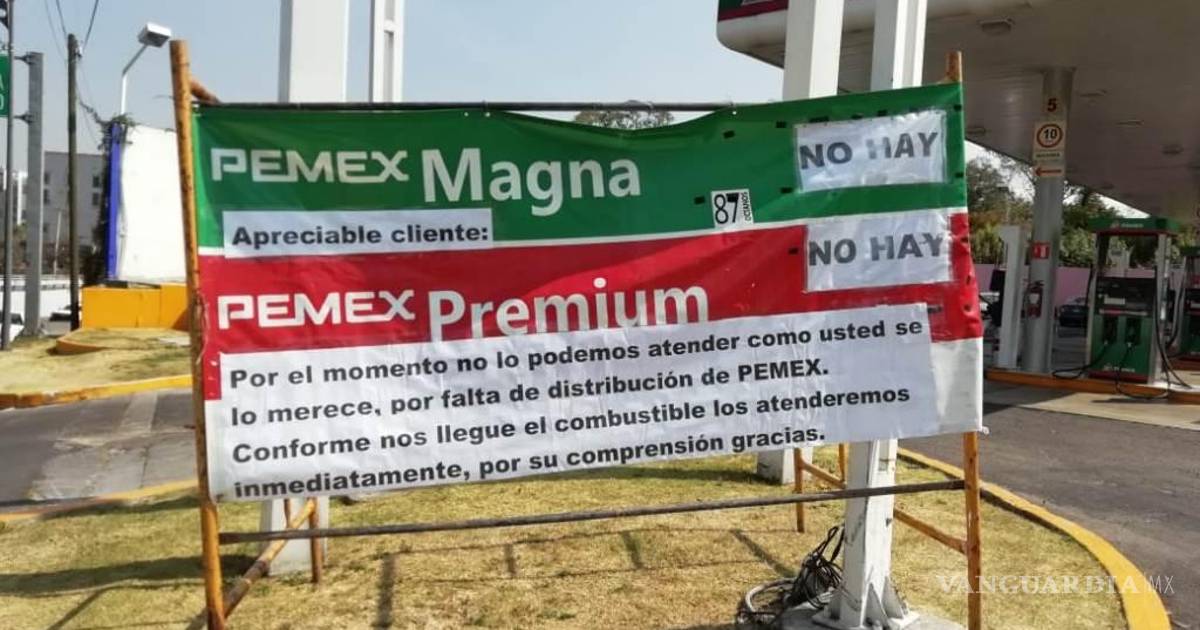 PEMEX Magna
NO HAY
87 OCTANOS
Apreciable cliente:
NO HAY
PEMEX Premium
Por el momento no lo podemos atender como usted se
lo merece, por falta de distribución de PEMEX.
Conforme nos llegue el combustible los atenderemos
inmediatamente, por su comprensión gracias.
5
10
VANGUARDIA MX